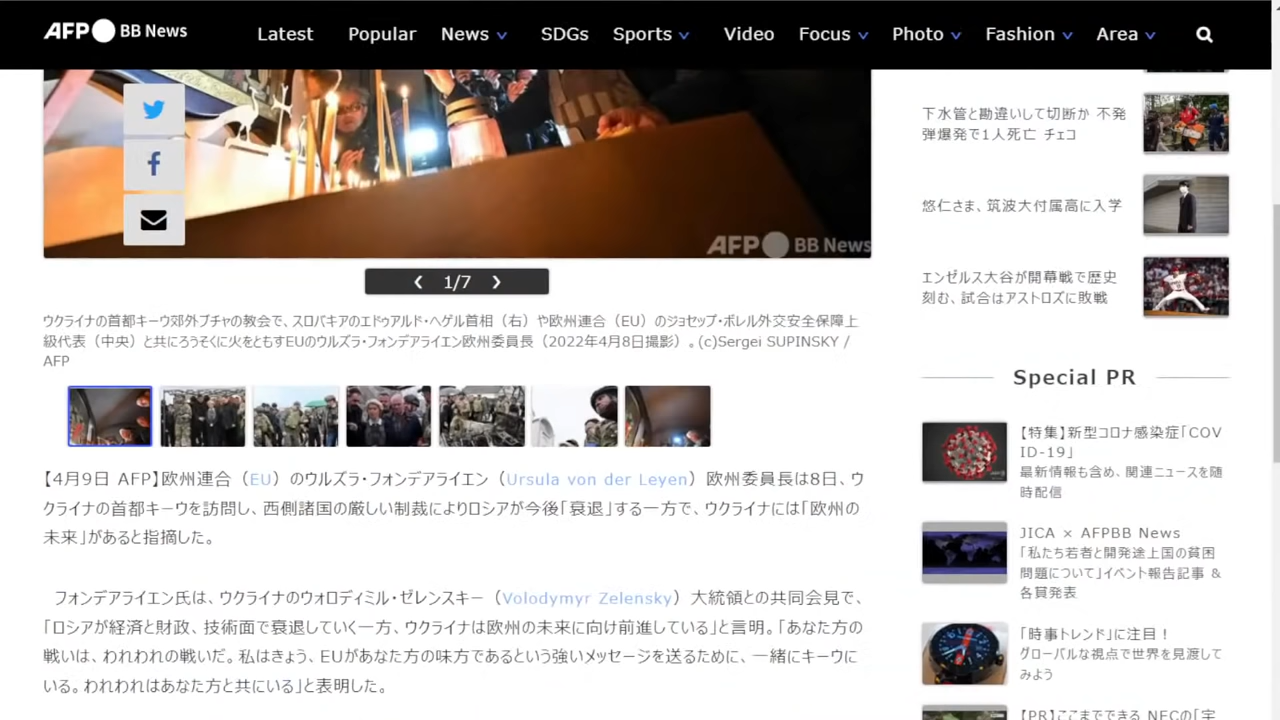 AFP BB News
Latest Popular News SDGs Sports Video Focus Photo Fashion Area
AFP BB News
1/7
ウクライナの首都キーウ郊外ブチャの教会で、スロバキアのエドゥアルド・ヘゲル首相（右）や欧州連合（EU）のジョセップ・ボレル外交安全保障上
級代表（中央）と共にろうそくに火をともすEUのウルズラ・フォンデアライエン欧州委員長（2022年4月8日撮影）。(c)Sergei SUPINSKY /
AFP
【4月9日 AFP】欧州連合（EU）のウルズラ・フォンデアライエン（Ursula von der Leyen）欧州委員長は8日、ウ
クライナの首都キーウを訪問し、西側諸国の厳しい制裁によりロシアが今後「衰退」する一方で、ウクライナには「欧州の
未来」があると指摘した。
フォンデアライエン氏は、ウクライナのウォロディミル・ゼレンスキー（Volodymyr Zelensky）大統領との共同会見で、
「ロシアが経済と財政、技術面で衰退していく一方、ウクライナは欧州の未来に向け前進している」と言明。「あなた方の
戦いは、われわれの戦いだ。私はきょう、EUがあなた方の味方であるという強いメッセージを送るために、一緒にキーウに
いる。われわれはあなた方と共にいる」と表明した。
下水管と勘違いして切断か 不発
弾爆発で1人死亡 チェコ
悠仁さま、筑波大付属高に入学
エンゼルス大谷が開幕戦で歴史
刻む、試合はアストロズに敗戦
Special PR
【特集】新型コロナ感染症「COV
ID-19」
最新情報も含め、関連ニュースを随
時配信
JICA × AFPBB News
「私たち若者と開発途上国の貧困
問題について」イベント報告記事 &
各賞発表
「時事トレンド」に注目！
グローバルな視点で世界を見渡して
みよう
【PR】ここまでできる NECの「宇